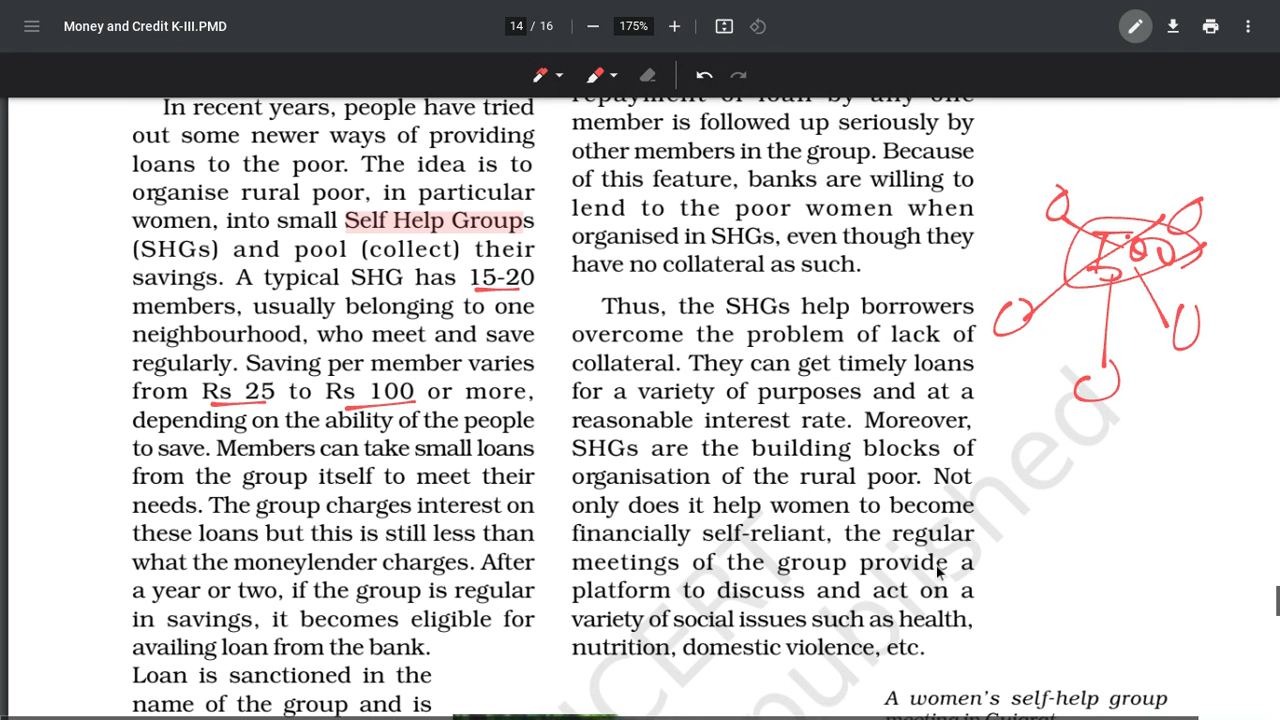 Money and Credit K-III.PMD
14 / 16
175%
In recent years, people have tried
out some newer ways of providing
loans to the poor. The idea is to
organise rural poor, in particular
women, into small Self Help Groups
(SHGs) and pool (collect) their
savings. A typical SHG has 15-20
members, usually belonging to one
neighbourhood, who meet and save
regularly. Saving per member varies
from Rs 25 to Rs 100 or more,
depending on the ability of the people
to save. Members can take small loans
from the group itself to meet their
needs. The group charges interest on
these loans but this is still less than
what the moneylender charges. After
a year or two, if the group is regular
in savings, it becomes eligible for
availing loan from the bank.
Loan is sanctioned in the
name of the group and is
repayment of loan by any one
member is followed up seriously by
other members in the group. Because
of this feature, banks are willing to
lend to the poor women when
organised in SHGs, even though they
have no collateral as such.
Thus, the SHGs help borrowers
overcome the problem of lack of
collateral. They can get timely loans
for a variety of purposes and at a
reasonable interest rate. Moreover,
SHGs are the building blocks of
organisation of the rural poor. Not
only does it help women to become
financially self-reliant, the regular
meetings of the group provide a
platform to discuss and act on a
variety of social issues such as health,
nutrition, domestic violence, etc.
A women's self-help group
meeting in Gujarat
NCERT
published